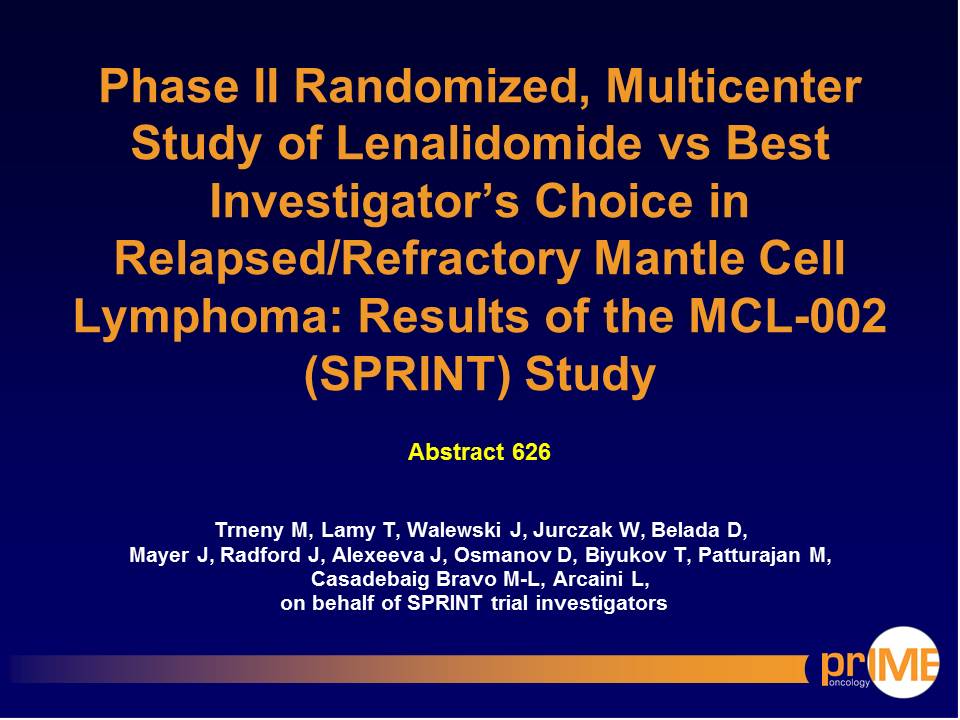 Phase II Randomized, Multicenter
Study of Lenalidomide vs Best
Investigator’s Choice in
Relapsed/Refractory Mantle Cell
Lymphoma: Results of the MCL-002
(SPRINT) Study
Abstract 626
Trneny M, Lamy T, Walewski J, Jurczak W, Belada D,
Mayer J, Radford J, Alexeeva J, Osmanov D, Biyukov T, Patturajan M,
Casadebaig Bravo M-L, Arcaini L,
on behalf of SPRINT trial investigators
prIME
oncology